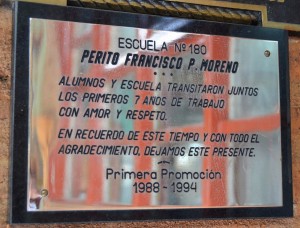 ESCUELA Nº 180
PERITO FRANCISCO P. MORENO
ALUMNOS Y ESCUELA TRANSITARON JUNTOS
LOS PRIMEROS 7 AÑOS DE TRABAJO
CON AMOR Y RESPETO.
EN RECUERDO DE ESTE TIEMPO Y CON TODO EL
AGRADECIMIENTO, DEJAMOS ESTE PRESENTE.
Primera Promoción
1988 - 1994